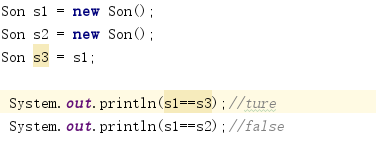 Son s1 = new Son();
Son s2 = new Son();
Son s3 = s1;
System.out.println(s1==s3);//ture
System.out.println(s1==s2);//false